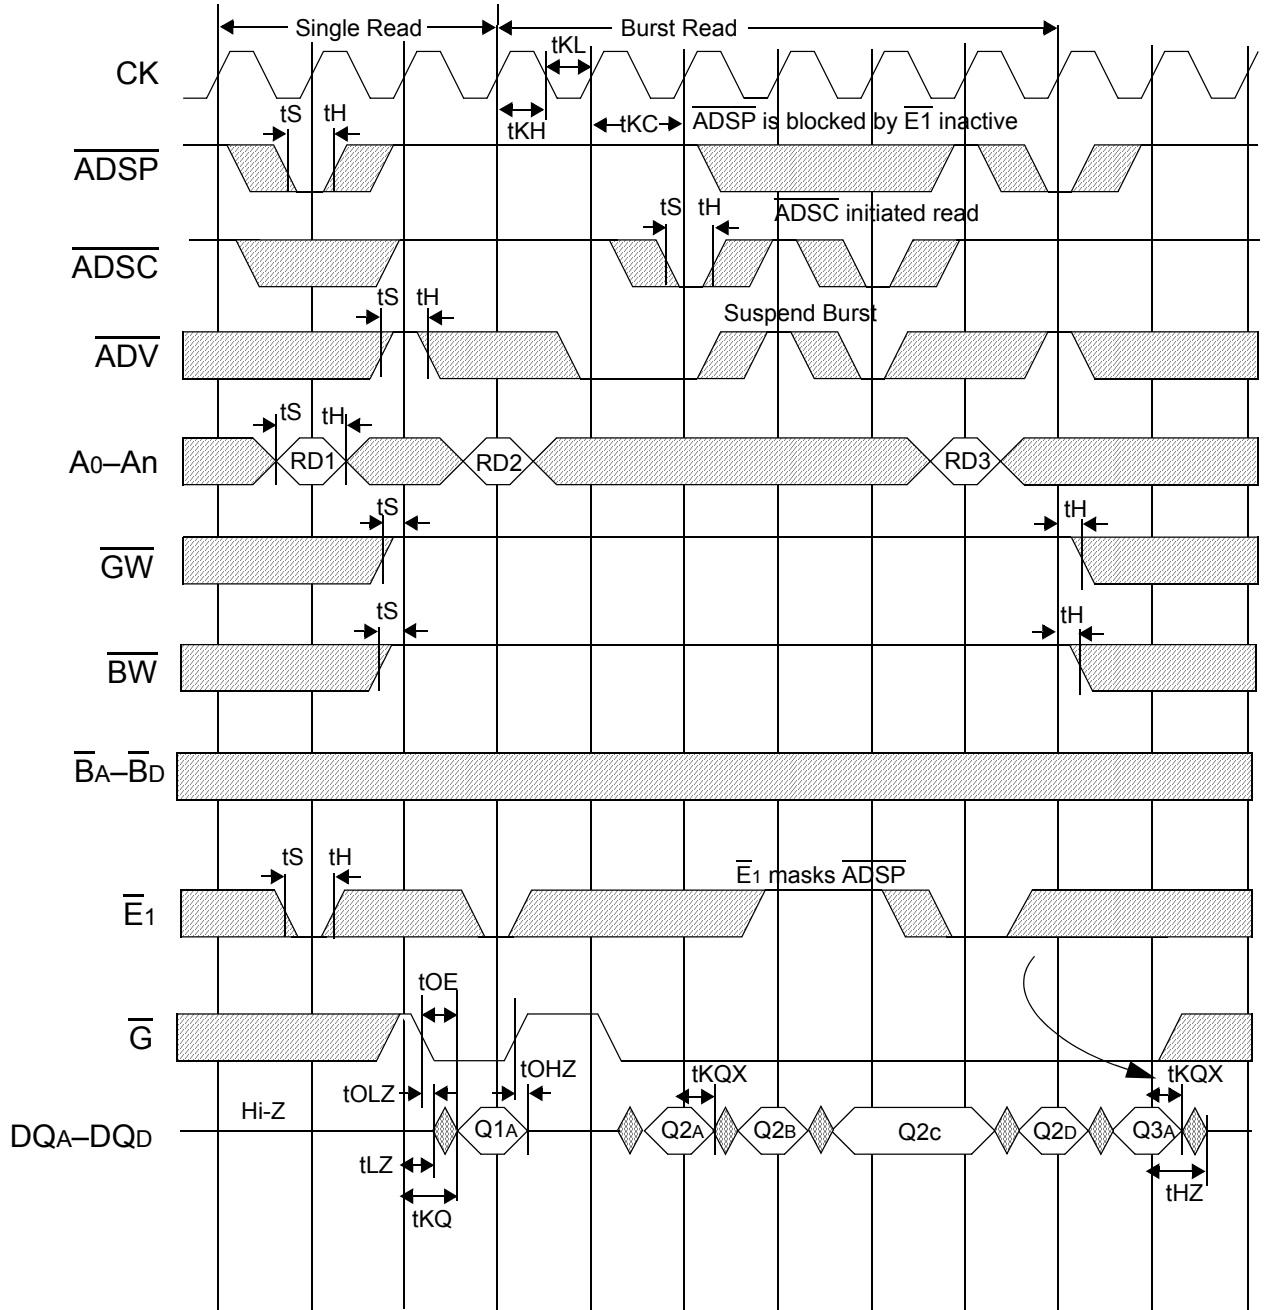 Single Read
Burst Read
tKL
CK
tS
tH
tKH
tKC
ADSP is blocked by E1 inactive
ADSP
tS
tH
ADSC initiated read
ADSC
tS
tH
Suspend Burst
ADV
tS
tH
A0–An
RD1
RD2
RD3
tS
tH
GW
tS
tH
BW
BA–BD
tS
tH
E1 masks ADSP
E1
tOE
G
tOHZ
tKQX
tKQX
tOLZ
Hi-Z
DQA–DQD
Q1A
Q2A
Q2B
Q2c
Q2D
Q3A
tLZ
tHZ
tKQ